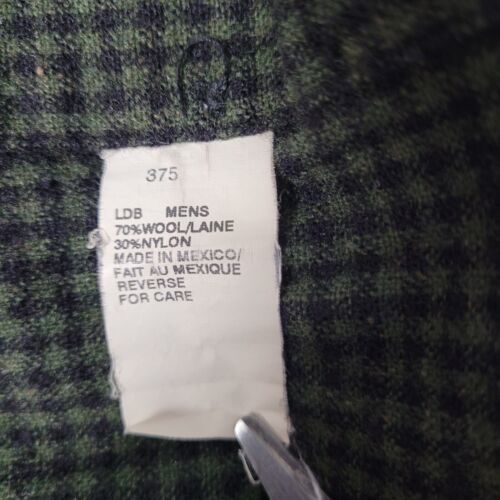 375
LDB MENS
70%WOOL/LAINE
30%NYLON
MADE IN MEXICO/
FAIT AU MEXIQUE
REVERSE
FOR CARE